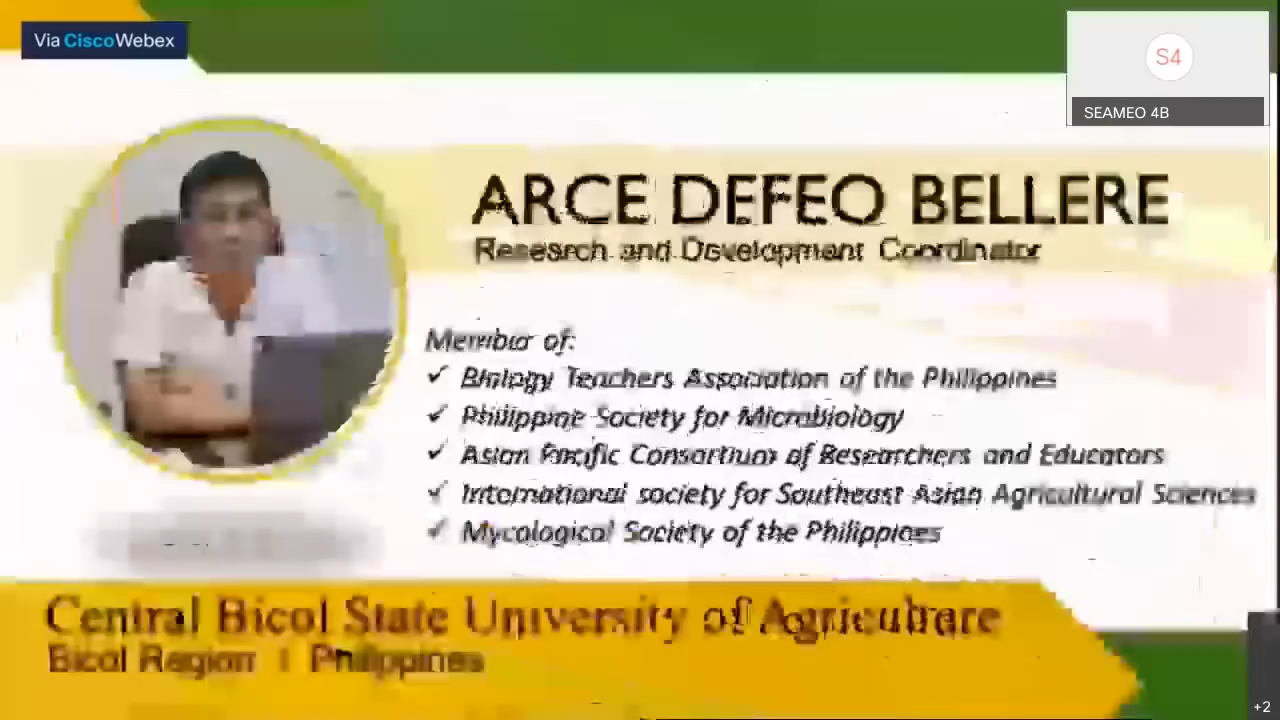 Via CiscoWebex
S4
SEAMEO 4B
ARCE DEFEO BELLERE
Research and Development Coordinator
Member of:
✓ Biology Teachers Association of the Philippines
✓ Philippine Society for Microbiology
✓ Asian Pacific Consortium of Researchers and Educators
✓ International society for Southeast Asian Agricultural Sciences
✓ Mycological Society of the Philippines
Central Bicol State University of Agriculture
Bicol Region | Philippines
+2